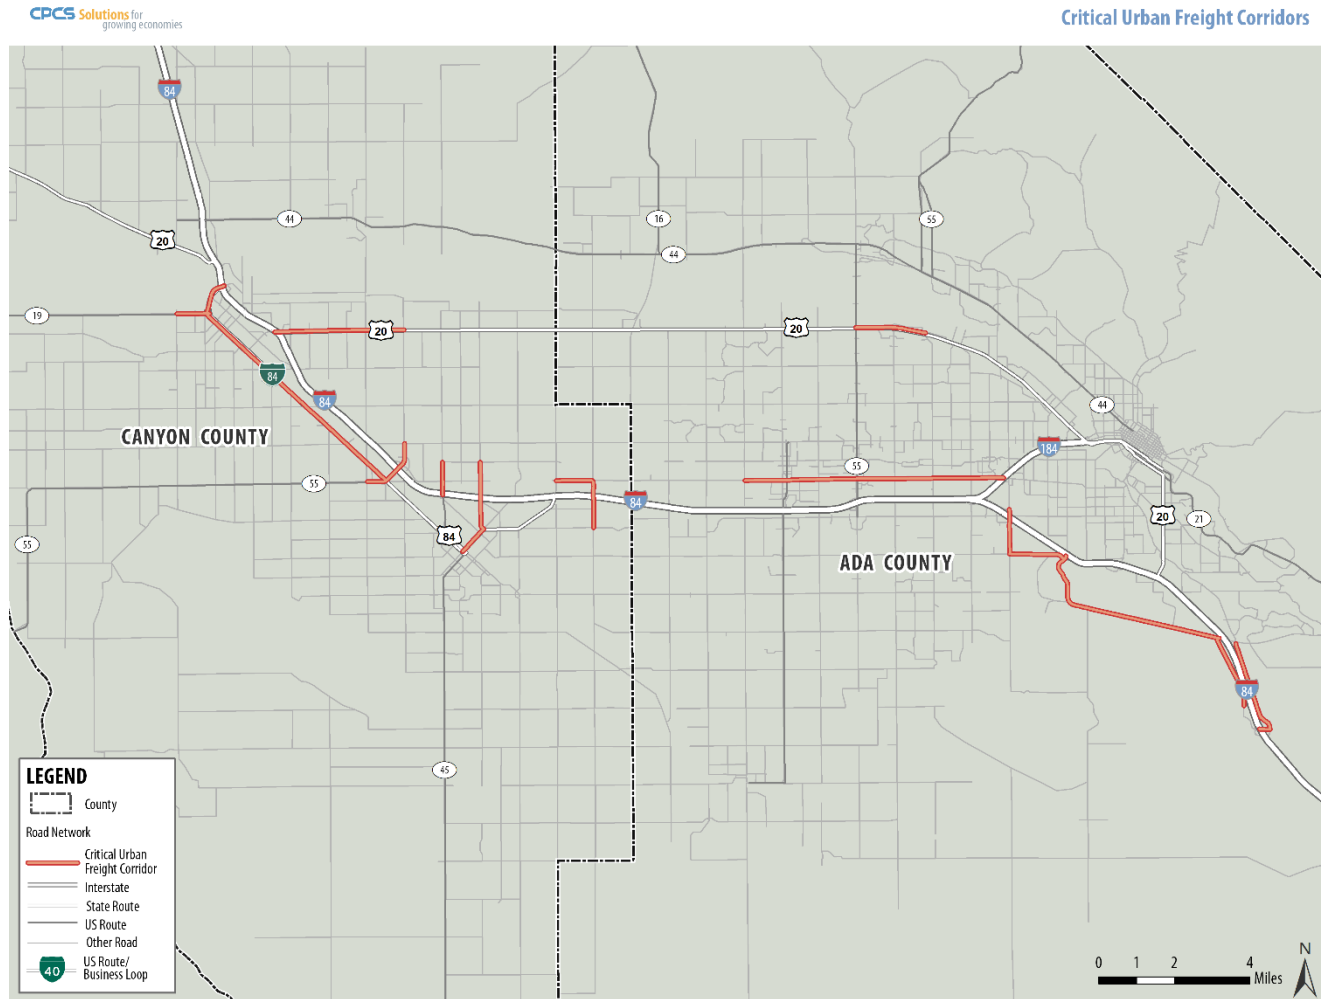 CPCS Solutions for
growing economies
Critical Urban Freight Corridors
84
44
16
55
20
44
19
20
20
84
84
44
CANYON COUNTY
184
55
55
84
20
21
84
55
ADA COUNTY
84
45
LEGEND
County
Road Network
Critical Urban
Freight Corridor
Interstate
State Route
US Route
Other Road
40
US Route/
Business Loop
N
0 1 2 4
Miles